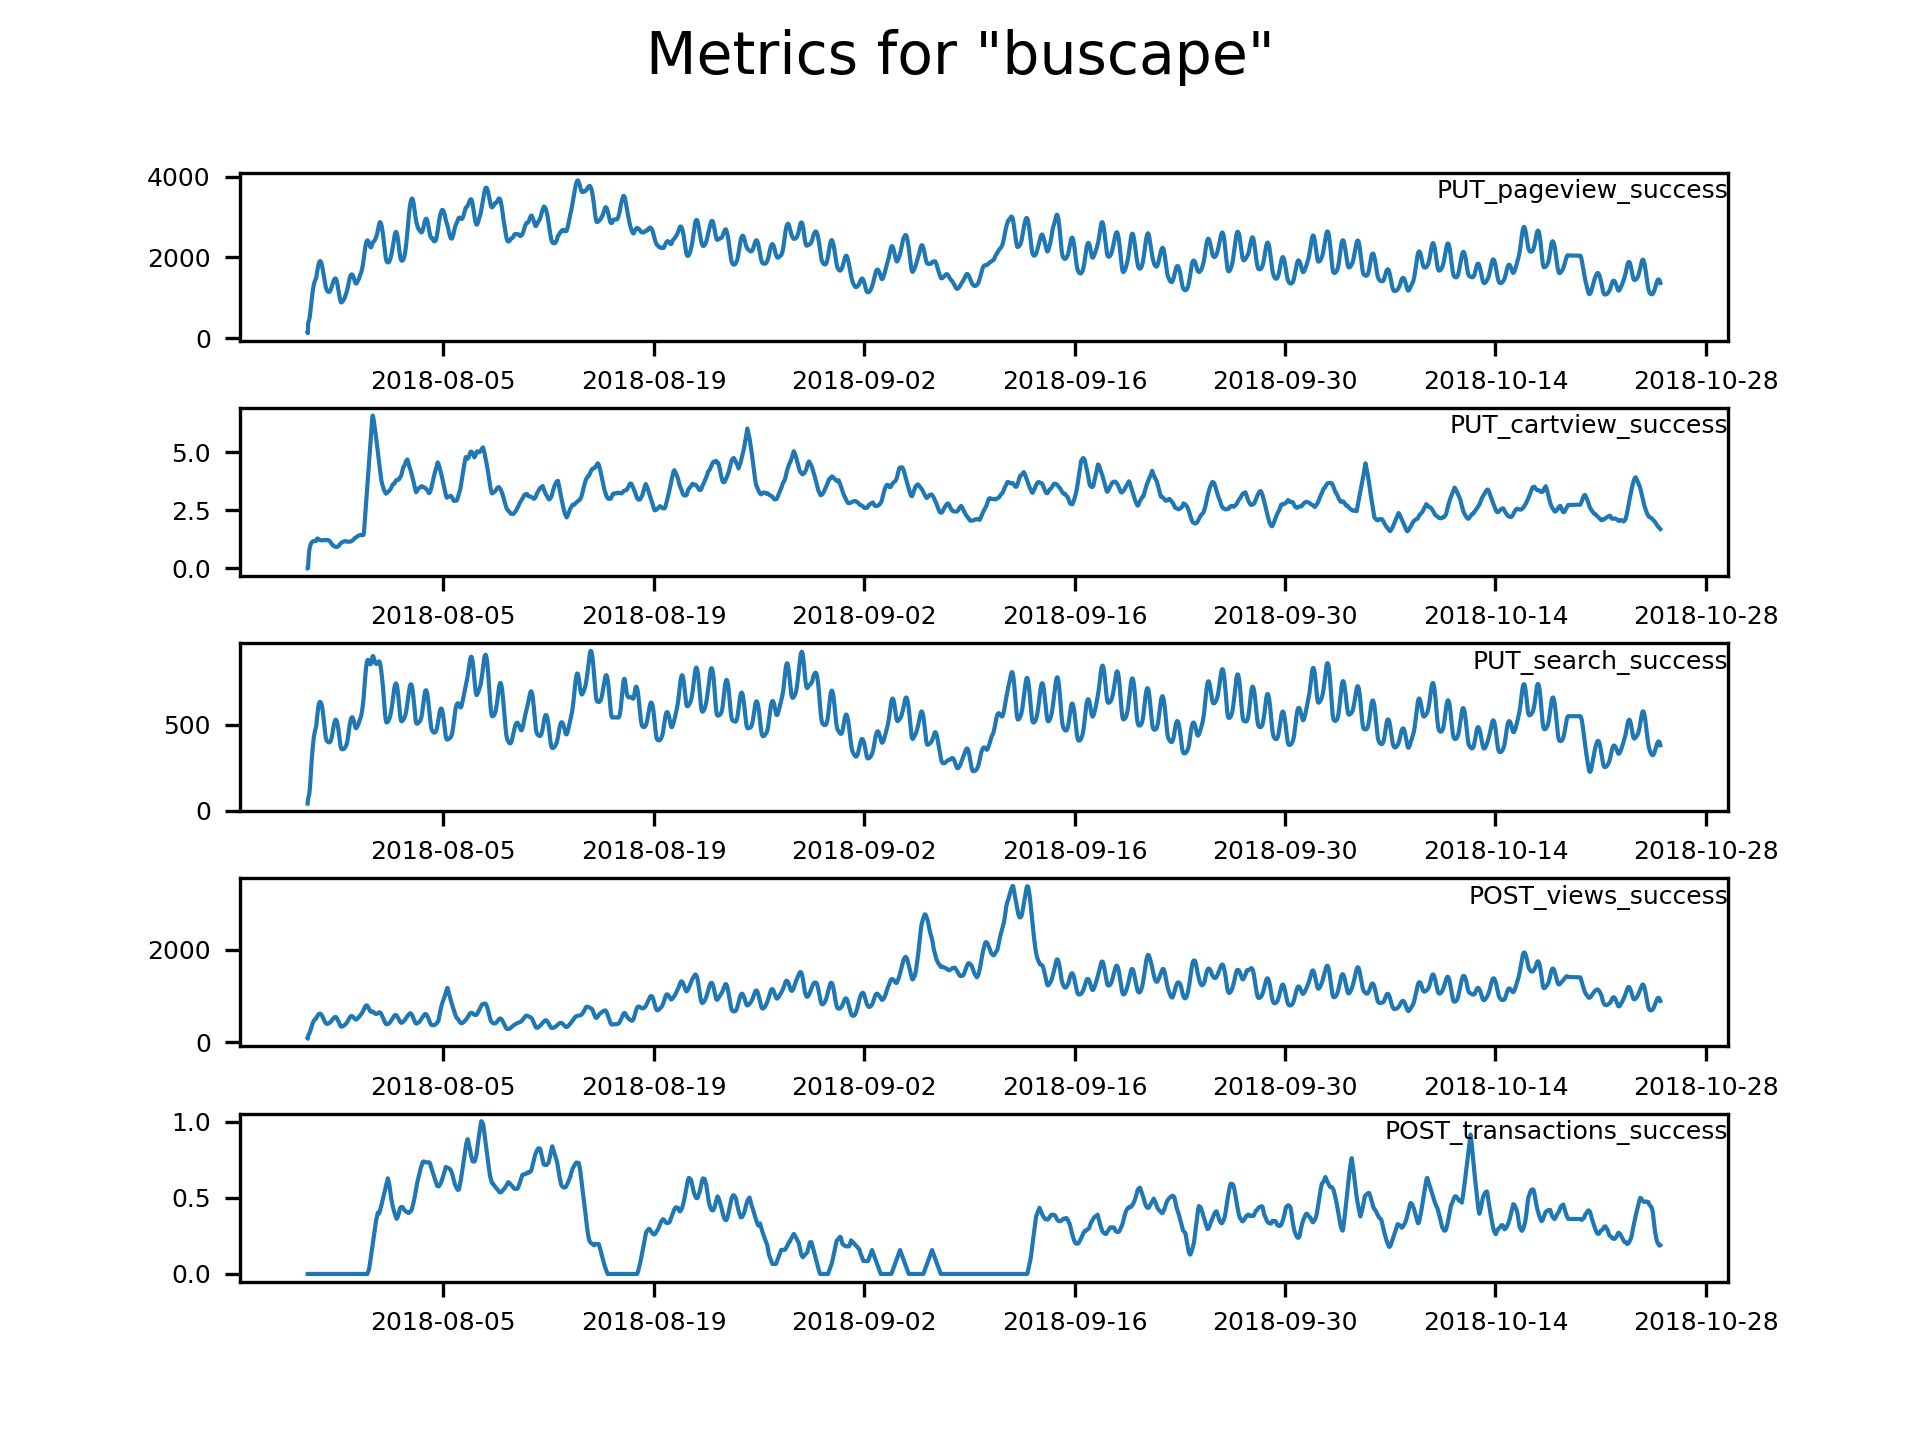 Metrics for "buscape"
4000
2000
0
PUT_pageview_success
2018-08-05 2018-08-19 2018-09-02 2018-09-16 2018-09-30 2018-10-14 2018-10-28
5.0
2.5
0.0
PUT_cartview_success
2018-08-05 2018-08-19 2018-09-02 2018-09-16 2018-09-30 2018-10-14 2018-10-28
500
0
PUT_search_success
2018-08-05 2018-08-19 2018-09-02 2018-09-16 2018-09-30 2018-10-14 2018-10-28
2000
0
POST_views_success
2018-08-05 2018-08-19 2018-09-02 2018-09-16 2018-09-30 2018-10-14 2018-10-28
1.0
0.5
0.0
POST_transactions_success
2018-08-05 2018-08-19 2018-09-02 2018-09-16 2018-09-30 2018-10-14 2018-10-28